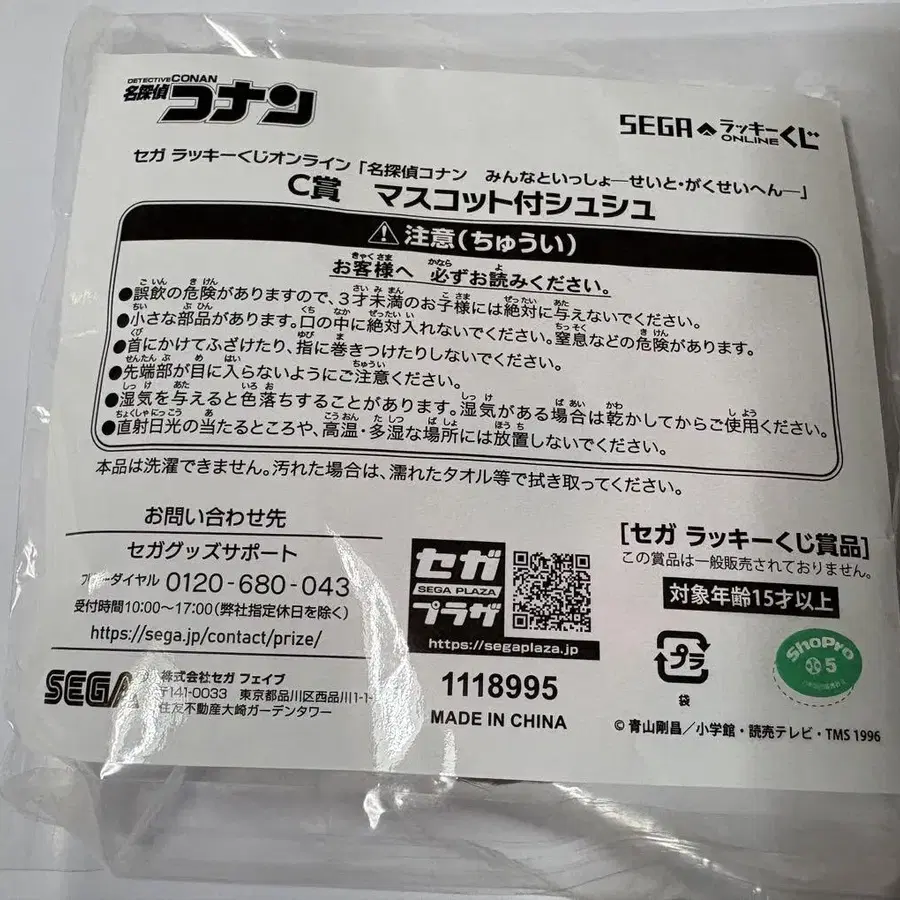 DETECTIVE CONAN
名探偵コナン
SEGA ラッキーくじ ONLINE
セガ ラッキーくじオンライン「名探偵コナン みんなといっしょ―せいと・がくせいへん―」
C賞 マスコット付シュシュ
注意(ちゅうい)
お客様へ 必ずお読みください。
●誤飲の危険がありますので、3才未満のお子様には絶対に与えないでください。
●小さな部品があります。口の中に絶対入れないでください。窒息などの危険があります。
●首にかけてふざけたり、指に巻きつけたりしないでください。
●先端部が目に入らないようにご注意ください。
●湿気を与えると色落ちすることがあります。湿気がある場合は乾かしてからご使用ください。
●直射日光の当たるところや、高温・多湿な場所には放置しないでください。
本品は洗濯できません。汚れた場合は、濡れたタオル等で拭き取ってください。
お問い合わせ先
セガグッズサポート
フリーダイヤル 0120-680-043
受付時間10:00〜17:00(弊社指定休日を除く)
https://sega.jp/contact/prize/
SEGA
株式会社セガ フェイブ
〒141-0033 東京都品川区西品川1-1-
住友不動産大崎ガーデンタワー
セガ
SEGA PLAZA
プラザ
https://segaplaza.jp
1118995
MADE IN CHINA
[セガ ラッキーくじ賞品]
この賞品は一般販売されておりません。
対象年齢15才以上
プラ
袋
ShoPro
5
© 青山剛昌/小学館・読売テレビ・TMS 1996